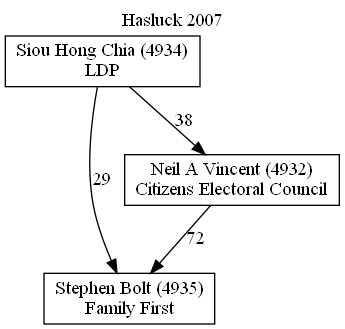 Hasluck 2007
Siou Hong Chia (4934)
LDP
38
Neil A Vincent (4932)
Citizens Electoral Council
29
72
Stephen Bolt (4935)
Family First